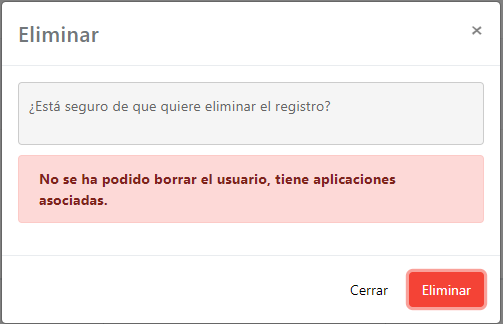 Eliminar
×
¿Está seguro de que quiere eliminar el registro?
No se ha podido borrar el usuario, tiene aplicaciones
asociadas.
Cerrar
Eliminar